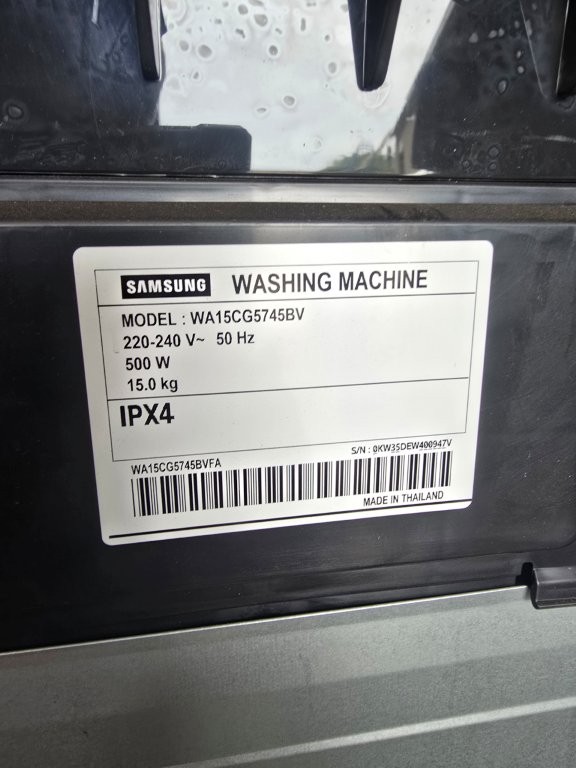 SAMSUNG WASHING MACHINE
MODEL : WA15CG5745BV
220-240 V~ 50 Hz
500 W
15.0 kg
IPX4
WA15CG5745BVFA
S/N : 0KW35DEW400947V
MADE IN THAILAND